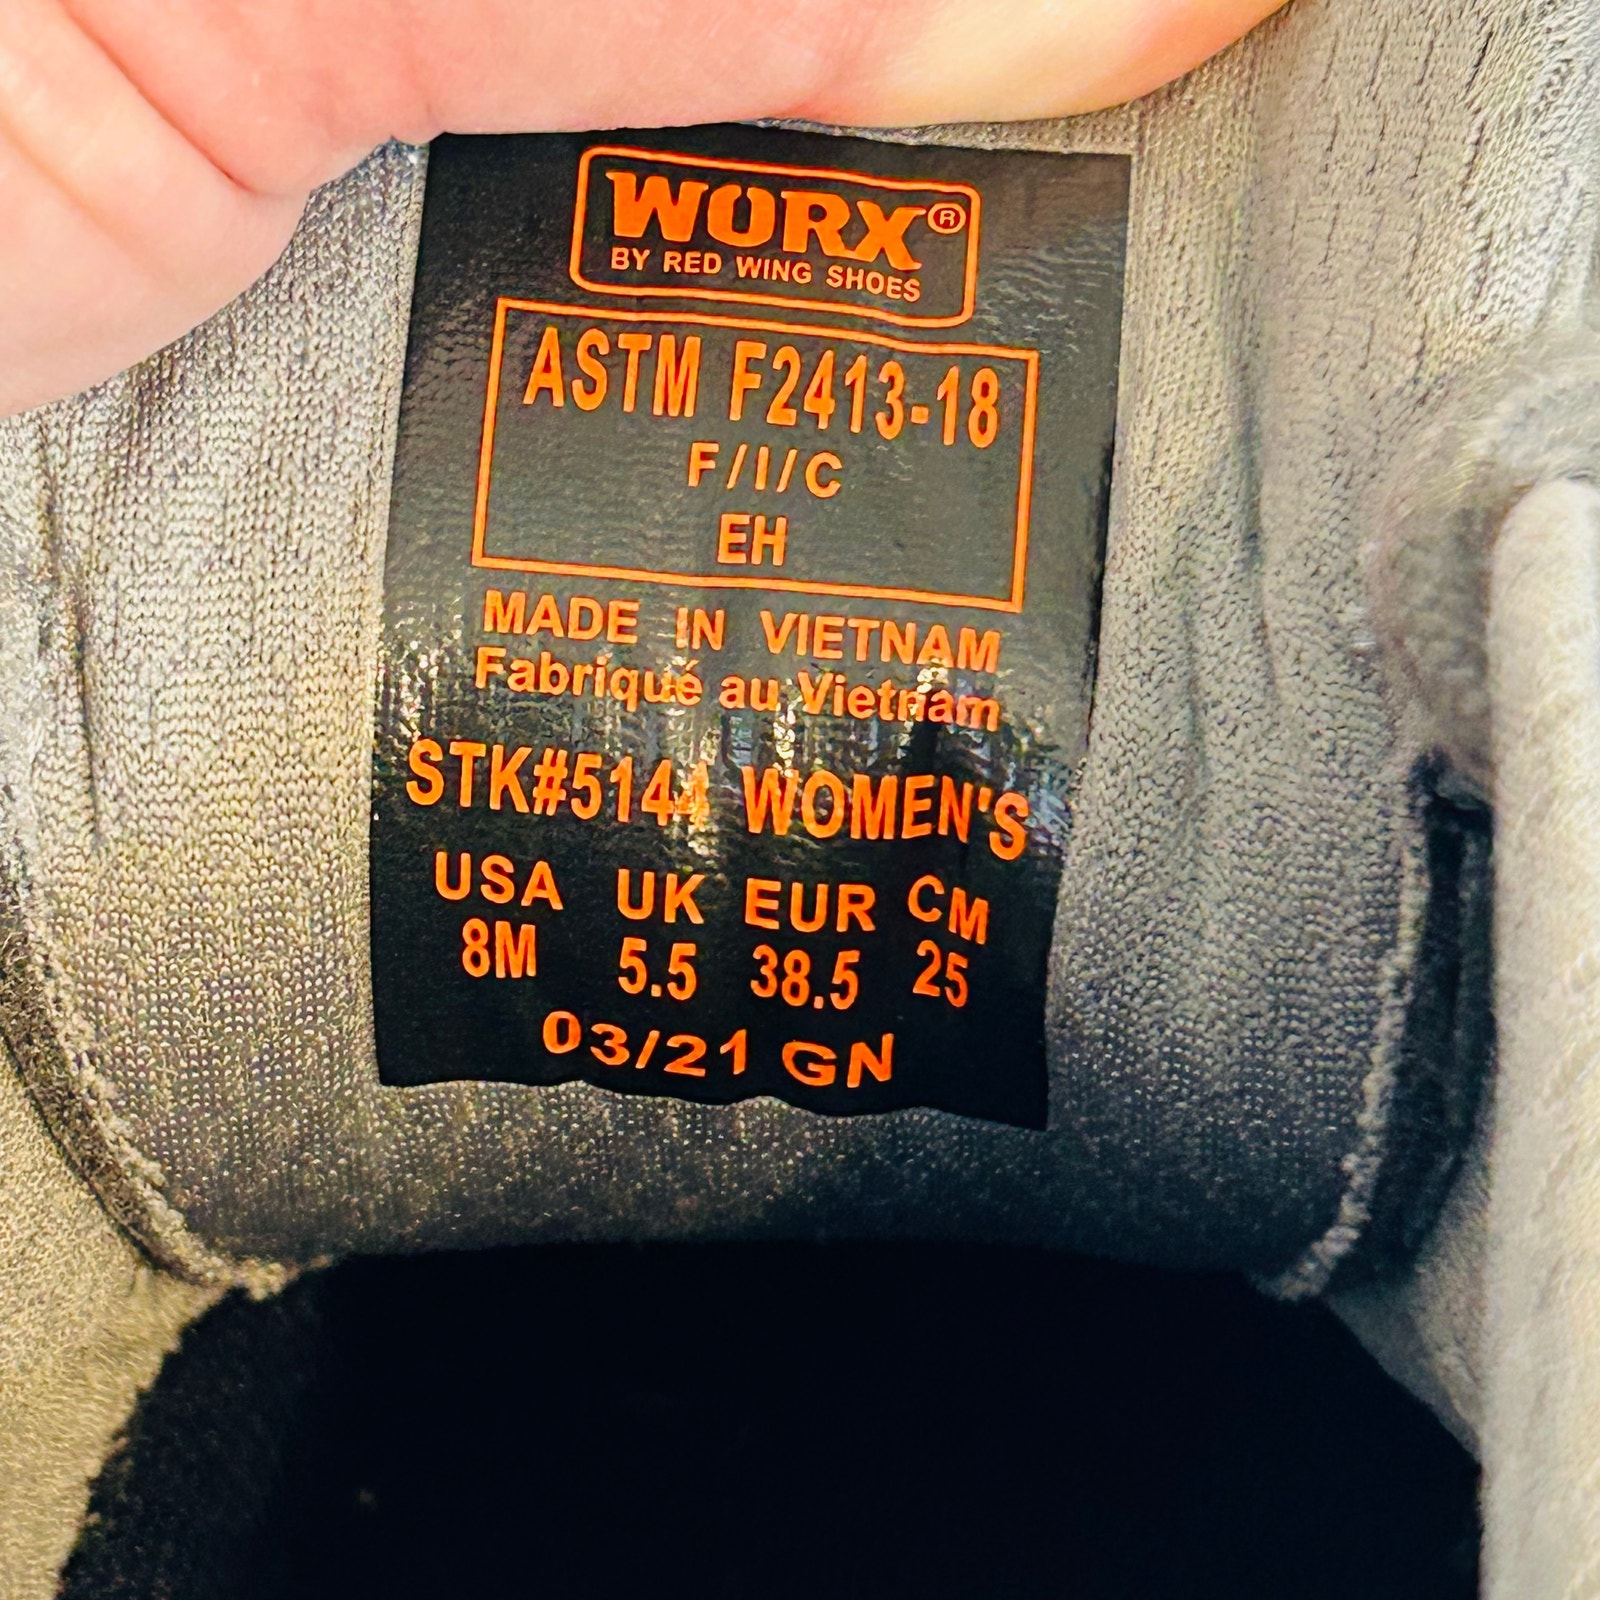 WORX®
BY RED WING SHOES
ASTM F2413-18
F/I/C
EH
MADE IN VIETNAM
Fabriqué au Vietnam
STK#5144 WOMEN'S
USA UK EUR CM
8M 5.5 38.5 25
03/21 GN